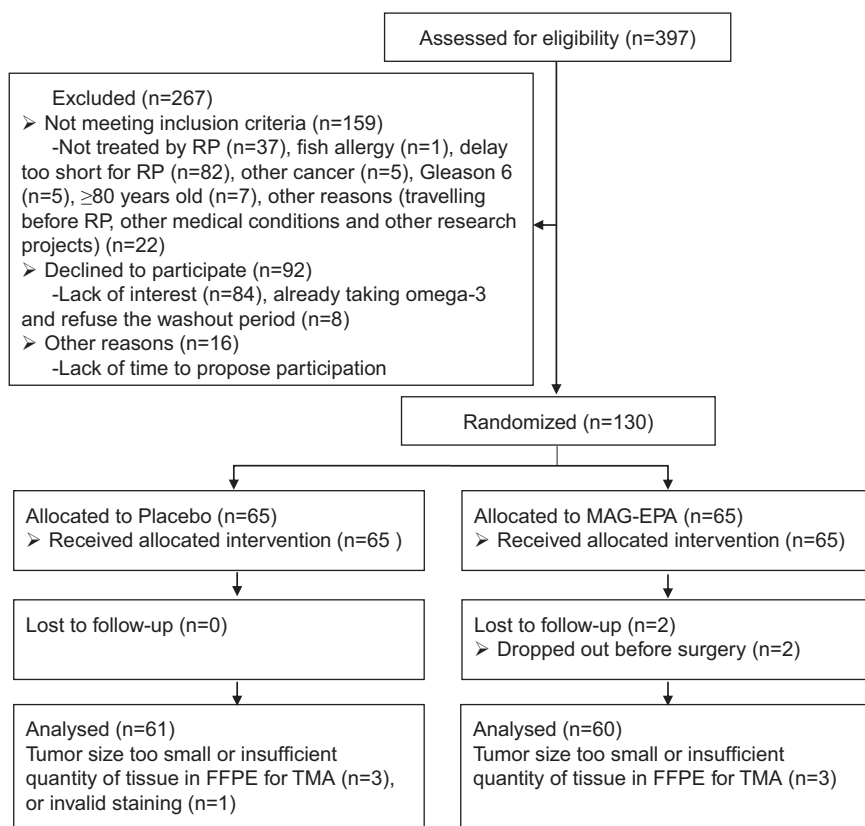 Assessed for eligibility (n=397)
Excluded (n=267)
➢ Not meeting inclusion criteria (n=159)
-Not treated by RP (n=37), fish allergy (n=1), delay
too short for RP (n=82), other cancer (n=5), Gleason 6
(n=5), ≥80 years old (n=7), other reasons (travelling
before RP, other medical conditions and other research
projects) (n=22)
➢ Declined to participate (n=92)
-Lack of interest (n=84), already taking omega-3
and refuse the washout period (n=8)
➢ Other reasons (n=16)
-Lack of time to propose participation
Randomized (n=130)
Allocated to Placebo (n=65)
➢ Received allocated intervention (n=65 )
Allocated to MAG-EPA (n=65)
➢ Received allocated intervention (n=65)
Lost to follow-up (n=0)
Lost to follow-up (n=2)
➢ Dropped out before surgery (n=2)
Analysed (n=61)
Tumor size too small or insufficient
quantity of tissue in FFPE for TMA (n=3),
or invalid staining (n=1)
Analysed (n=60)
Tumor size too small or insufficient
quantity of tissue in FFPE for TMA (n=3)